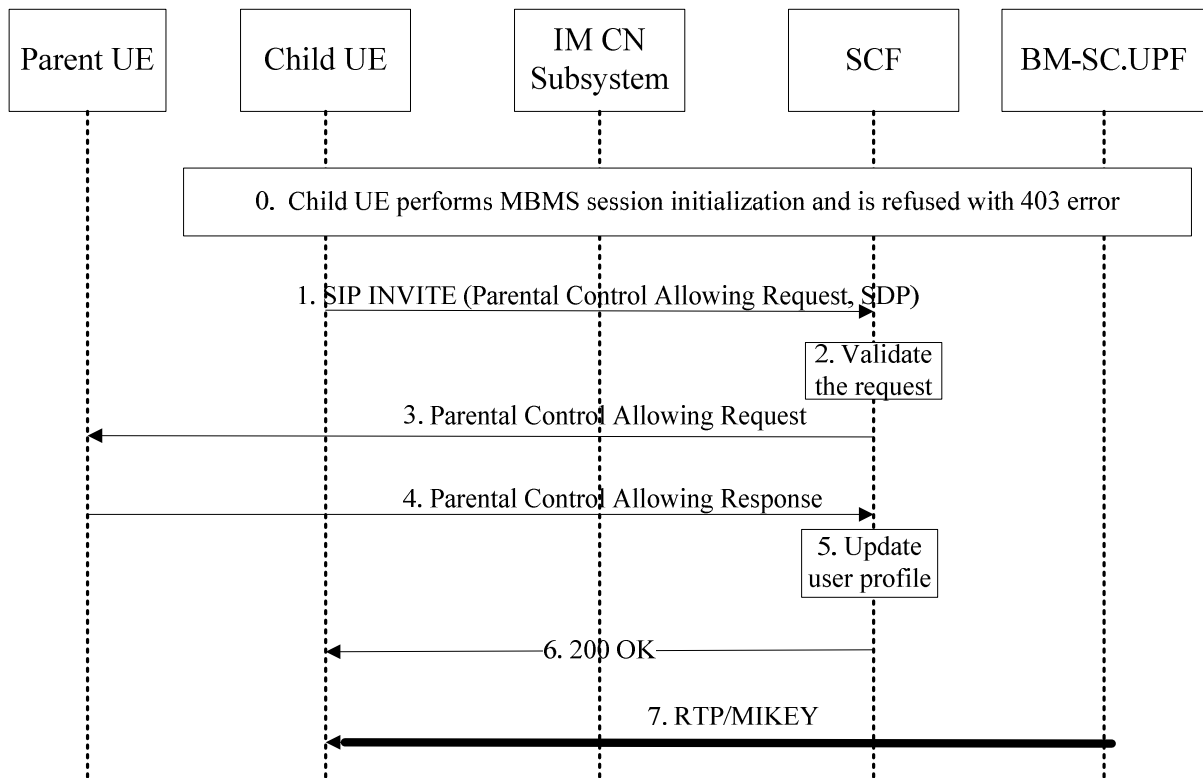 Parent UE
Child UE
IM CN
Subsystem
SCF
BM-SC.UPF
0. Child UE performs MBMS session initialization and is refused with 403 error
1. SIP INVITE (Parental Control Allowing Request, SDP)
2. Validate
the request
3. Parental Control Allowing Request
4. Parental Control Allowing Response
5. Update
user profile
6. 200 OK
7. RTP/MIKEY